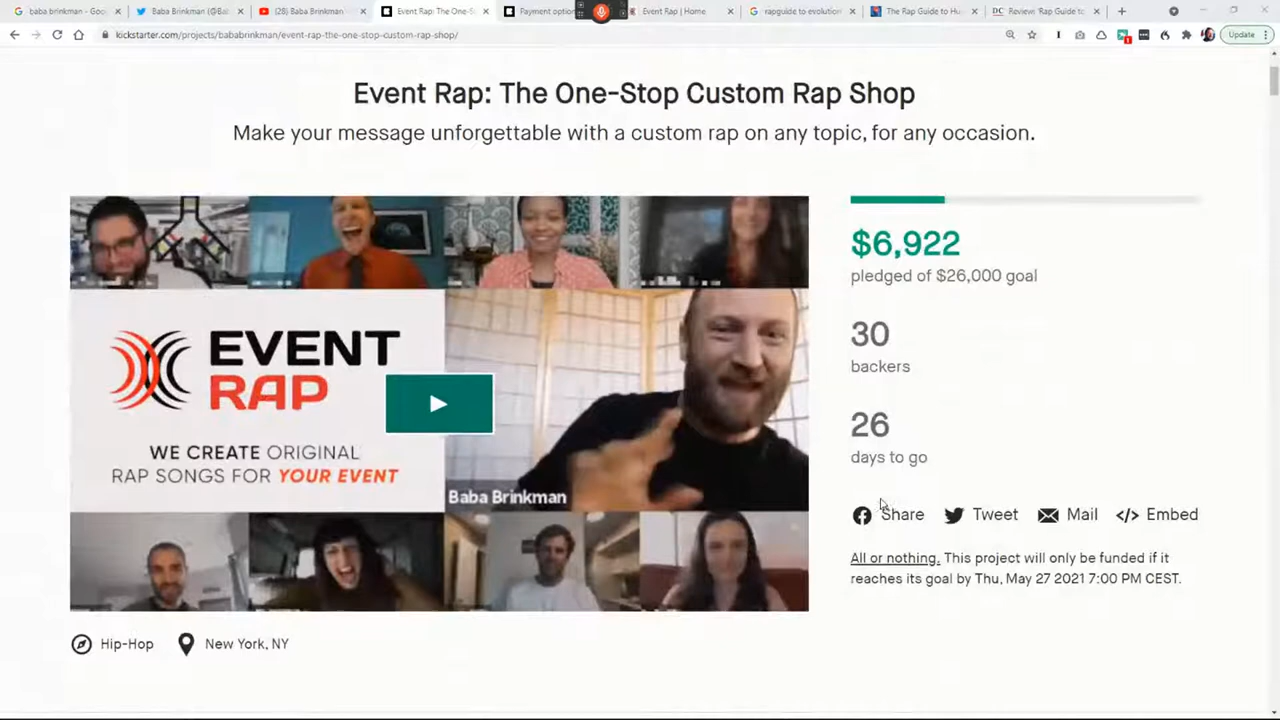 baba brinkman - Goo
Baba Brinkman (@Bab
(28) Baba Brinkman
Event Rap: The One-S
Payment option
Event Rap | Home
rapguide to evolution
The Rap Guide to Hu
Review: 'Rap Guide to
kickstarter.com/projects/bababrinkman/event-rap-the-one-stop-custom-rap-shop/
Update
Event Rap: The One-Stop Custom Rap Shop
Make your message unforgettable with a custom rap on any topic, for any occasion.
EVENT
RAP
WE CREATE ORIGINAL
RAP SONGS FOR YOUR EVENT
Baba Brinkman
$6,922
pledged of $26,000 goal
30
backers
26
days to go
Share Tweet Mail </> Embed
All or nothing. This project will only be funded if it
reaches its goal by Thu, May 27 2021 7:00 PM CEST.
Hip-Hop New York, NY